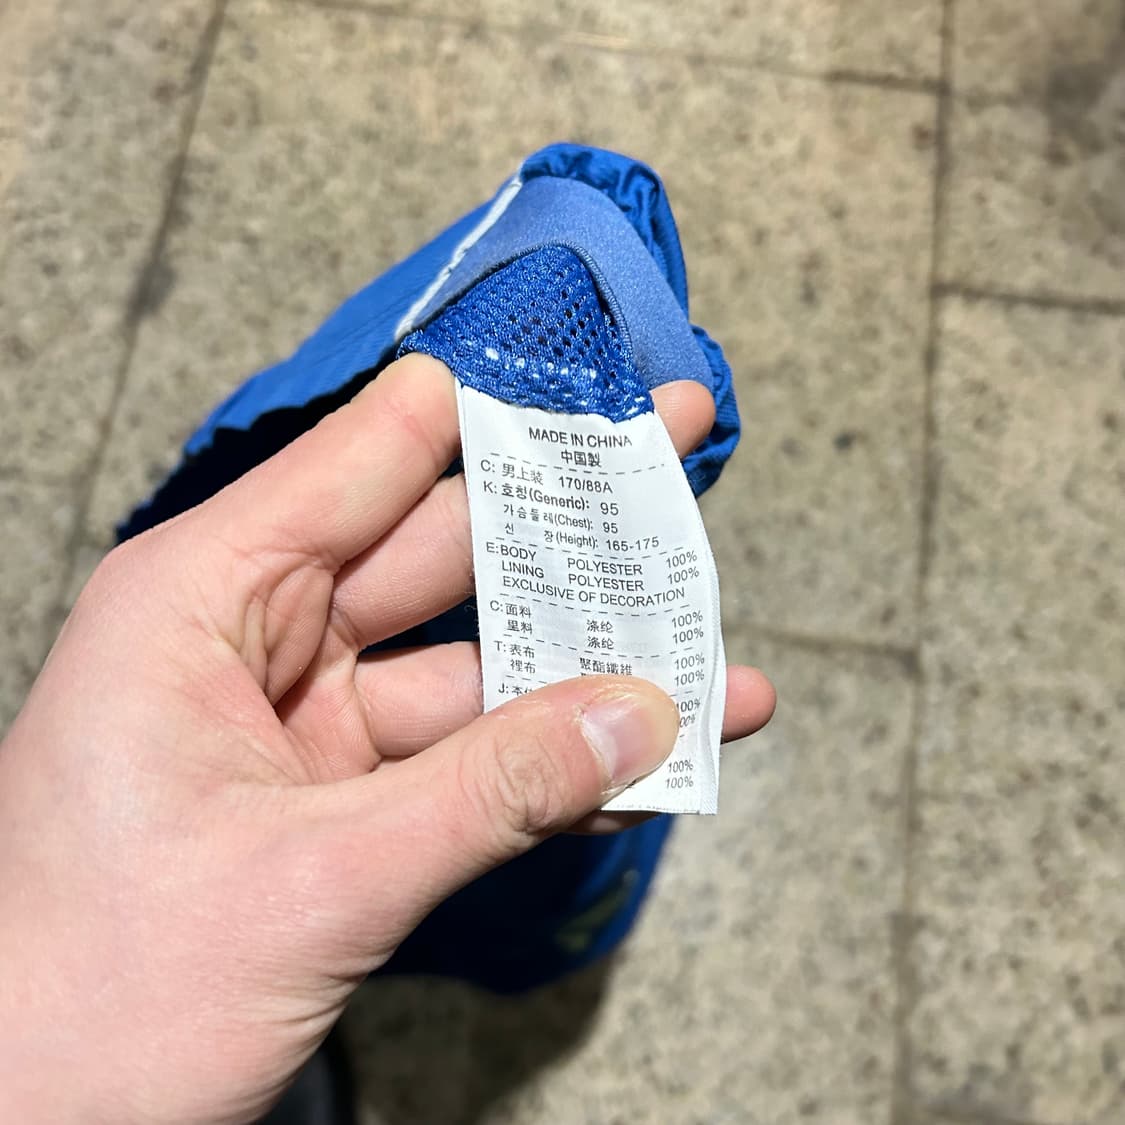 MADE IN CHINA
中国製
C: 男上装 170/88A
K: 호칭(Generic): 95
가슴둘레(Chest): 95
신 장(Height): 165-175
E: BODY POLYESTER 100%
LINING POLYESTER 100%
EXCLUSIVE OF DECORATION
C: 面料 涤纶 100%
里料 涤纶 100%
T: 表布 聚酯纖維 100%
裡布 100%
J: 本 100%
00%
100%
100%